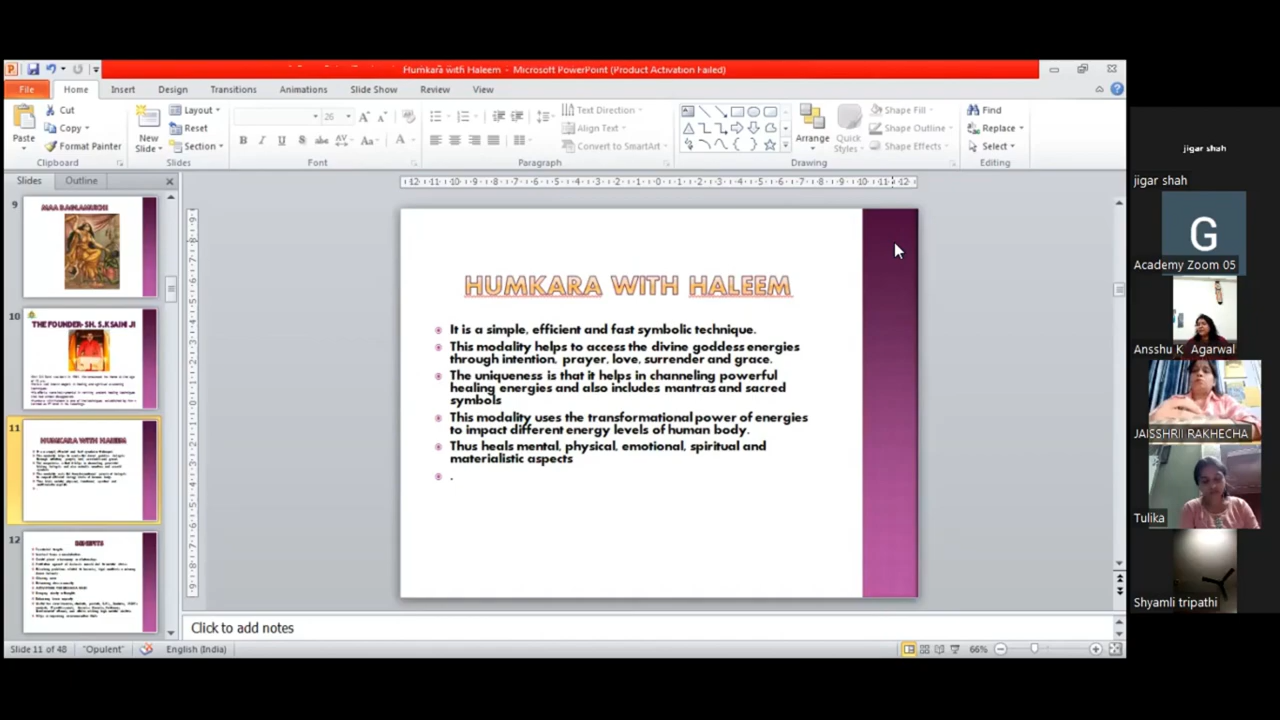 Humkara with Haleem - Microsoft PowerPoint (Product Activation Failed)
File Home Insert Design Transitions Animations Slide Show Review View
Cut
Copy
Format Painter
Paste
Clipboard
New
Slide
Layout
Reset
Section
Slides
26
Font
Text Direction
Align Text
Convert to SmartArt
Paragraph
Arrange
Quick
Styles
Shape Fill
Shape Outline
Shape Effects
Drawing
Find
Replace
Select
Editing
Slides Outline
9
MAA BAGLAMUKHI
10
THE FOUNDER- SH. S.K.SAINI JI
11
HUMKARA WITH HALEEM
12
BENEFITS
HUMKARA WITH HALEEM
It is a simple, efficient and fast symbolic technique.
This modality helps to access the divine goddess energies
through intention, prayer, love, surrender and grace.
The uniqueness is that it helps in channeling powerful
healing energies and also includes mantras and sacred
symbols
This modality uses the transformational power of energies
to impact different energy levels of human body.
Thus heals mental, physical, emotional, spiritual and
materialistic aspects
.
Click to add notes
Slide 11 of 48 "Opulent" English (India) 66%
jigar shah
jigar shah
G
Academy Zoom 05
Ansshu K Agarwal
JAISSHRII RAKHECHA
Tulika
Shyamli tripathi